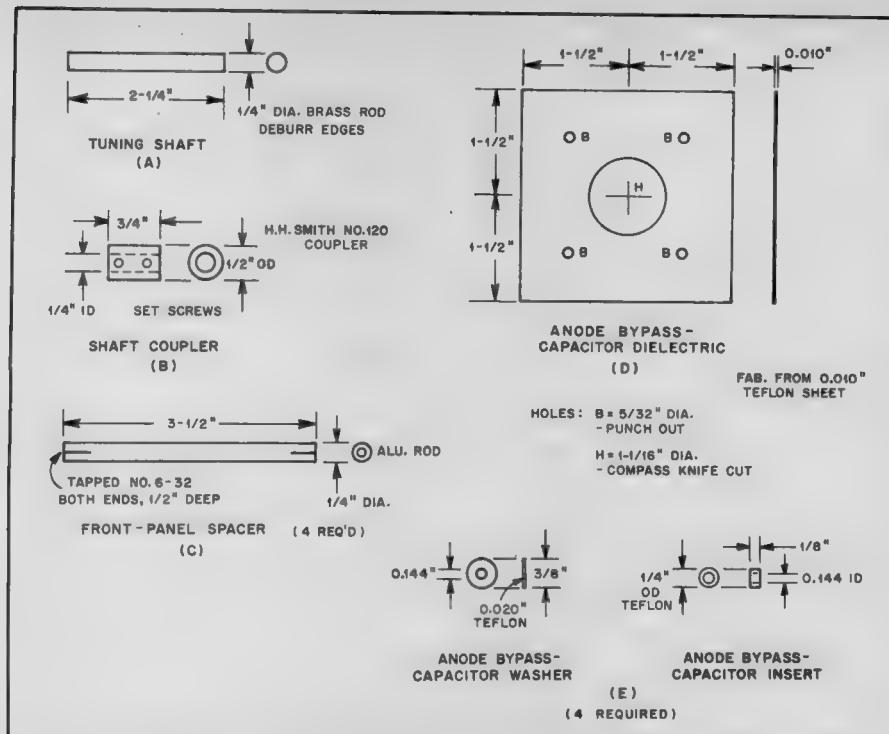 2-1/4"
1/4" DIA. BRASS ROD
DEBURR EDGES
TUNING SHAFT
(A)
3/4"
H.H. SMITH NO.120
COUPLER
1/2" OD
1/4" ID
SET SCREWS
SHAFT COUPLER
(B)
3-1/2"
ALU. ROD
TAPPED NO. 6-32
BOTH ENDS, 1/2" DEEP
1/4" DIA.
FRONT-PANEL SPACER (4 REQ'D)
(C)
1-1/2" 1-1/2"
0.010"
1-1/2"
B B
H
1-1/2"
B B
ANODE BYPASS-
CAPACITOR DIELECTRIC
(D)
FAB. FROM 0.010"
TEFLON SHEET
HOLES: B = 5/32" DIA.
- PUNCH OUT
H = 1-1/16" DIA.
- COMPASS KNIFE CUT
0.144"
3/8"
0.020"
TEFLON
ANODE BYPASS-
CAPACITOR WASHER
1/8"
1/4"
OD
TEFLON
0.144 ID
ANODE BYPASS-
CAPACITOR INSERT
(E)
(4 REQUIRED)